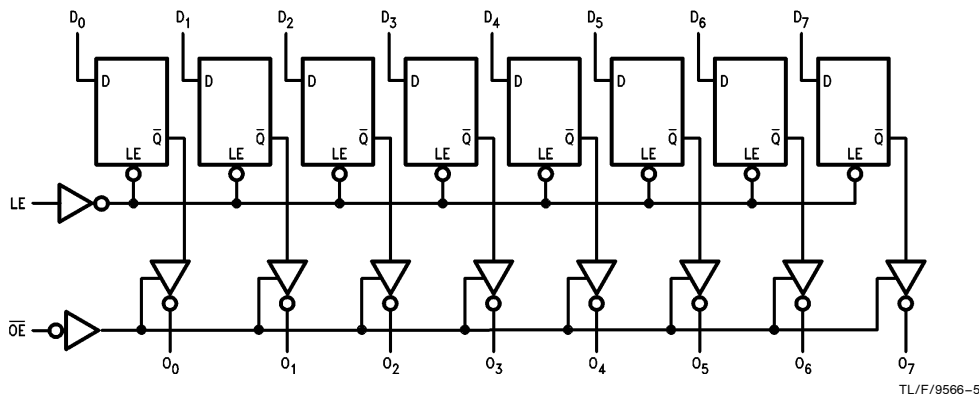 D₀ D₁ D₂ D₃ D₄ D₅ D₆ D₇
D D D D D D D D
Q̅ Q̅ Q̅ Q̅ Q̅ Q̅ Q̅ Q̅
LE LE LE LE LE LE LE LE
LE
O̅E̅
O₀ O₁ O₂ O₃ O₄ O₅ O₆ O₇
TL/F/9566–5